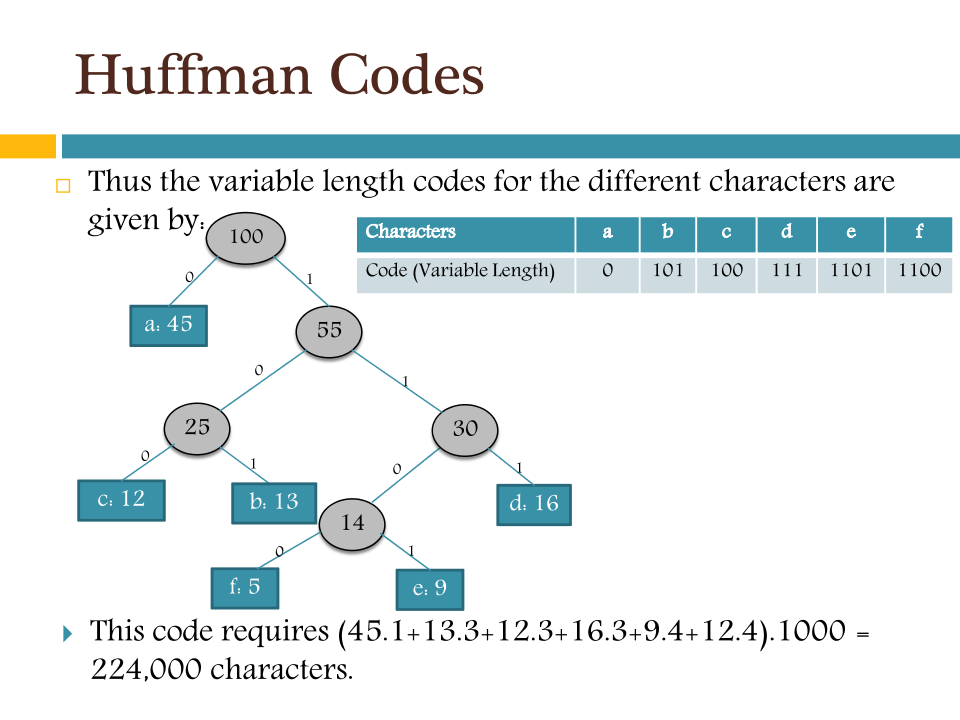 Huffman Codes
Thus the variable length codes for the different characters are
given by:
Characters a b c d e f
Code (Variable Length) 0 101 100 111 1101 1100
100
0 1
a: 45
55
0 1
25
30
0 1
0 1
c: 12
b: 13
d: 16
14
0 1
f: 5
e: 9
This code requires (45.1+13.3+12.3+16.3+9.4+12.4).1000 =
224,000 characters.